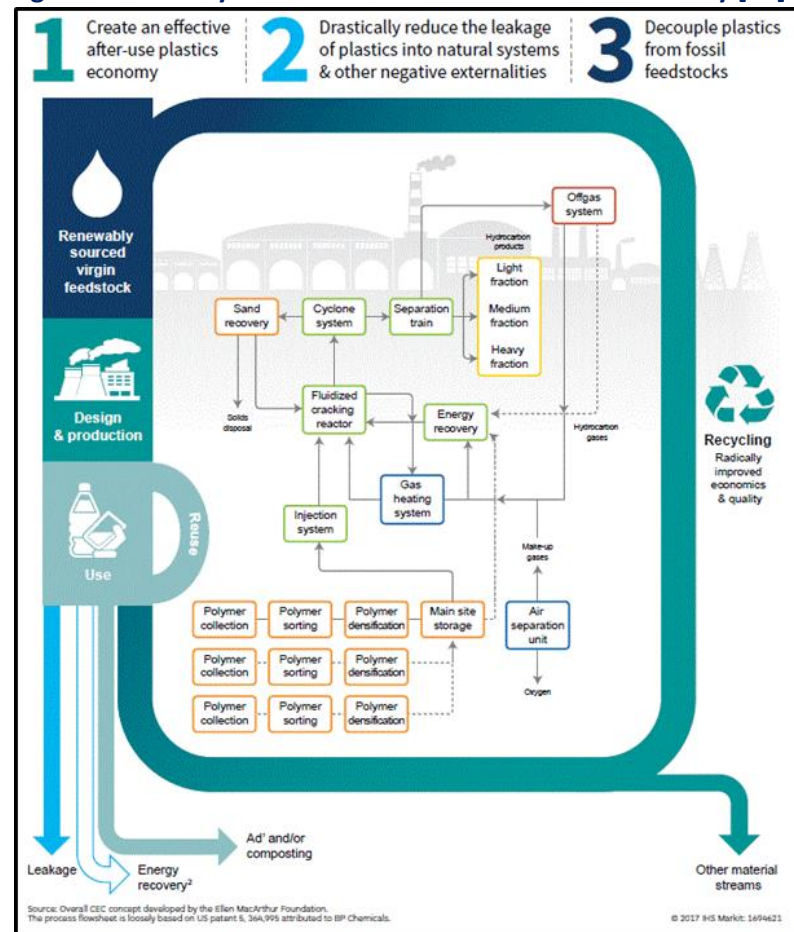 1 Create an effective
after-use plastics
economy
2 Drastically reduce the leakage
of plastics into natural systems
& other negative externalities
3 Decouple plastics
from fossil
feedstocks
Renewably
sourced
virgin
feedstock
Design
& production
Use
Reuse
Offgas
system
Hydrocarbon
products
Light
fraction
Medium
fraction
Heavy
fraction
Sand
recovery
Cyclone
system
Separation
train
Solids
disposal
Fluidized
cracking
reactor
Energy
recovery
Hydrocarbon
gases
Gas
heating
system
Injection
system
Make-up
gases
Polymer
collection
Polymer
sorting
Polymer
densification
Main site
storage
Air
separation
unit
Polymer
collection
Polymer
sorting
Polymer
densification
Oxygen
Polymer
collection
Polymer
sorting
Polymer
densification
Recycling
Radically
improved
economics
& quality
Leakage
Energy
recovery²
Ad¹ and/or
composting
Other material
streams
Source: Overall CEC concept developed by the Ellen MacArthur Foundation.
The process flowsheet is loosely based on US patent 5, 364,995 attributed to BP Chemicals.
© 2017 IHS Markit: 1694621